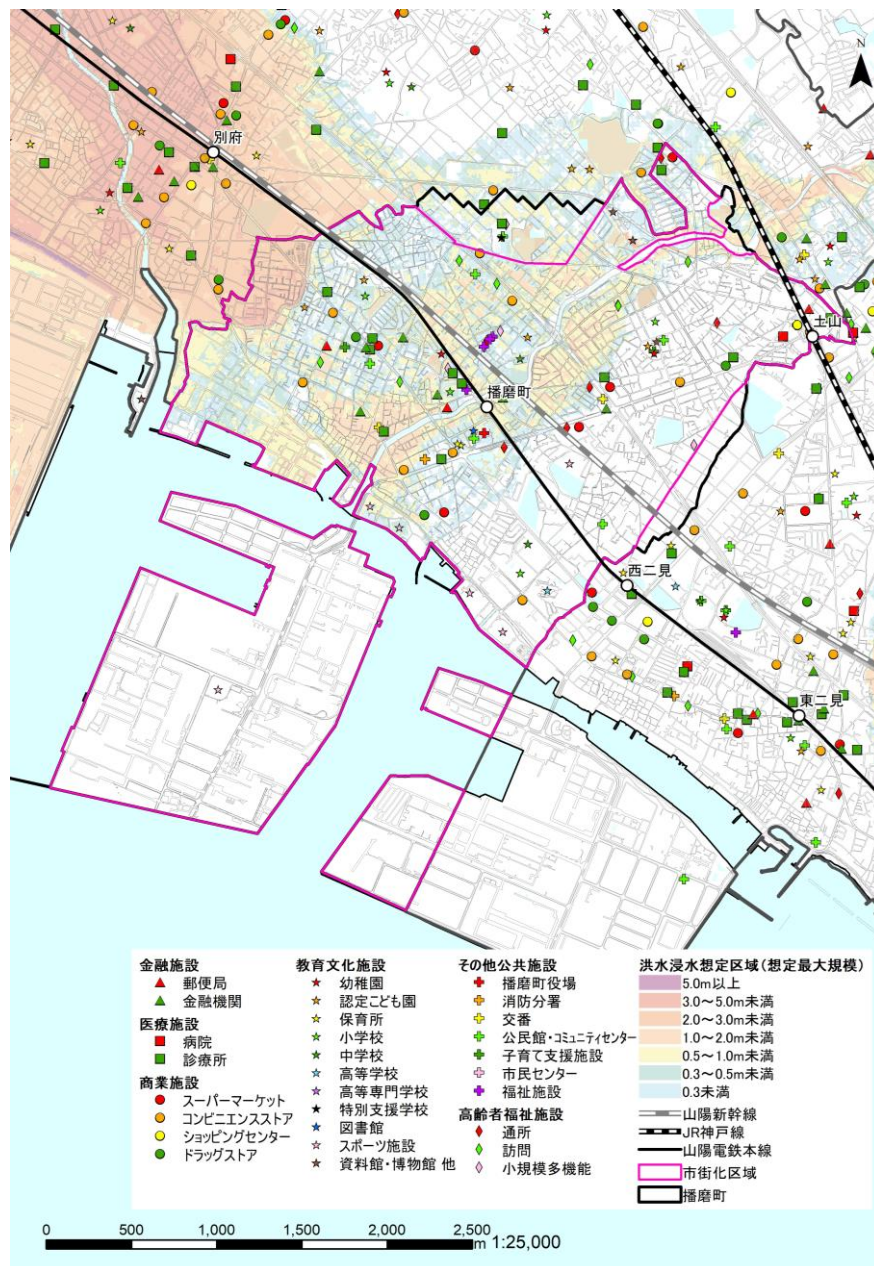 N
別府
土山
播磨町
西二見
東二見
金融施設
郵便局
金融機関
医療施設
病院
診療所
商業施設
スーパーマーケット
コンビニエンスストア
ショッピングセンター
ドラッグストア
教育文化施設
幼稚園
認定こども園
保育所
小学校
中学校
高等学校
高等専門学校
特別支援学校
図書館
スポーツ施設
資料館・博物館 他
その他公共施設
播磨町役場
消防分署
交番
公民館・コミュニティセンター
子育て支援施設
市民センター
福祉施設
高齢者福祉施設
通所
訪問
小規模多機能
洪水浸水想定区域(想定最大規模)
5.0m以上
3.0～5.0m未満
2.0～3.0m未満
1.0～2.0m未満
0.5～1.0m未満
0.3～0.5m未満
0.3未満
山陽新幹線
JR神戸線
山陽電鉄本線
市街化区域
播磨町
0 500 1,000 1,500 2,000 2,500
m 1:25,000